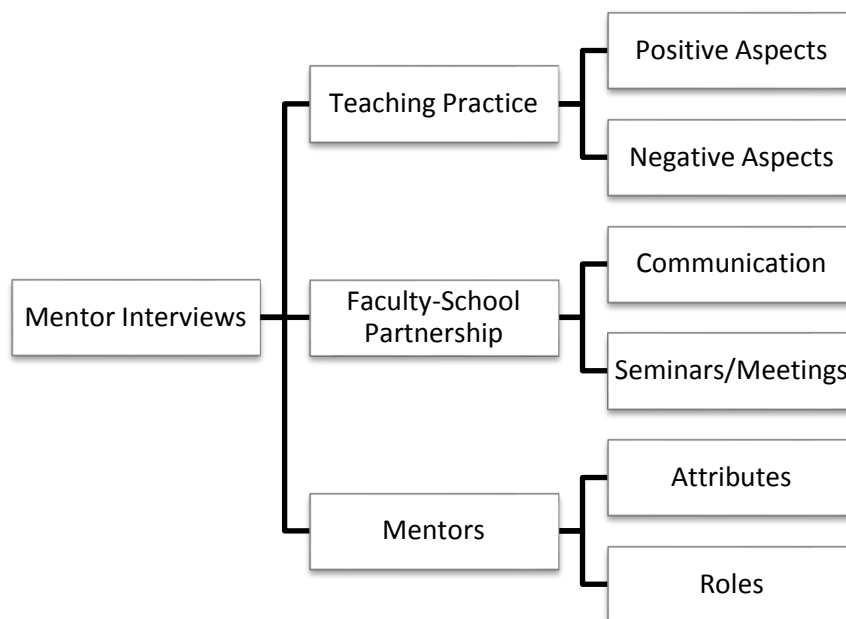 Mentor Interviews
Teaching Practice
Positive Aspects
Negative Aspects
Faculty-School
Partnership
Communication
Seminars/Meetings
Mentors
Attributes
Roles